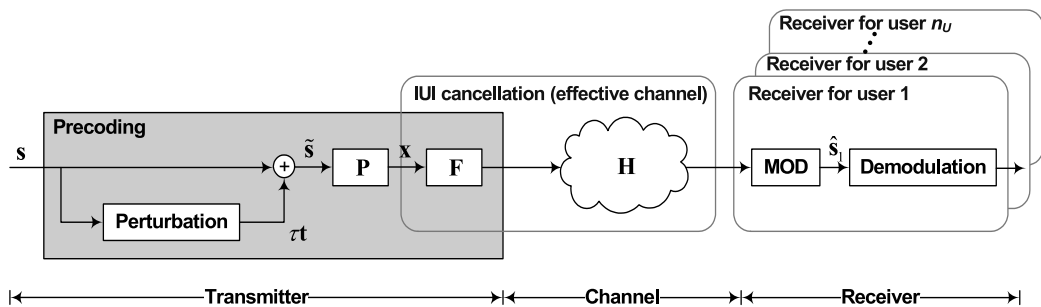 Receiver for user n_U
Receiver for user 2
IUI cancellation (effective channel)
Receiver for user 1
Precoding
s
s̃
P
x
F
H
MOD
ŝ₁
Demodulation
Perturbation
τt
Transmitter
Channel
Receiver